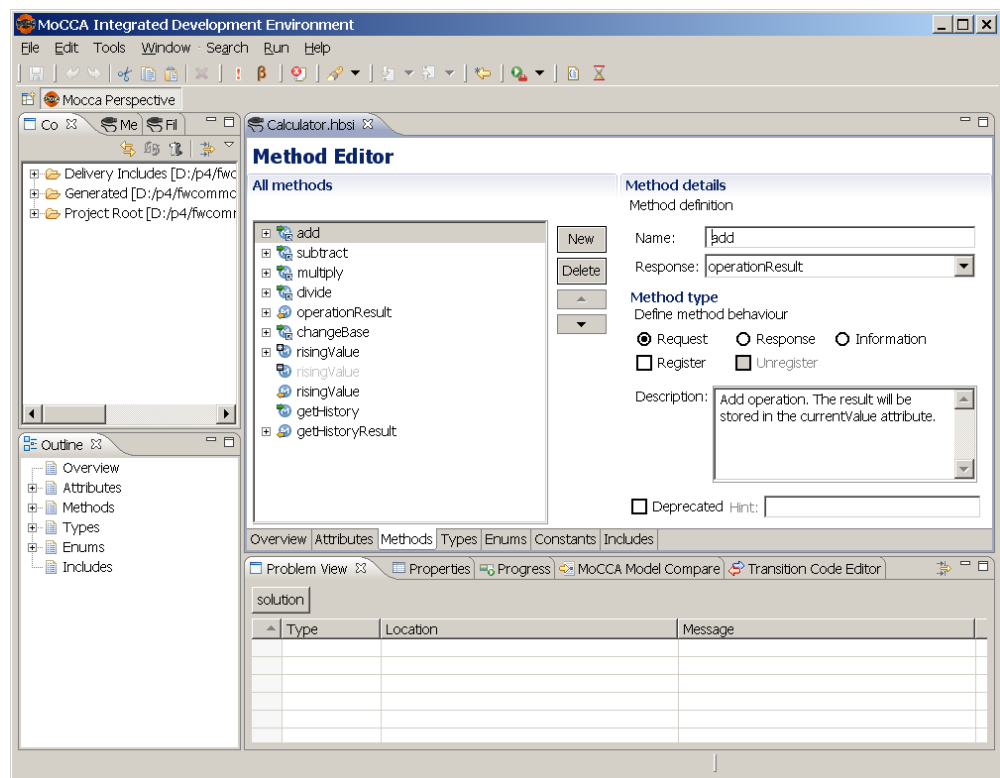 MoCCA Integrated Development Environment
File Edit Tools Window Search Run Help
Mocca Perspective
Co Me Fil
Calculator.hbsi
Delivery Includes [D:/p4/fwc
Generated [D:/p4/fwcommo
Project Root [D:/p4/fwcomm
Method Editor
All methods
add
subtract
multiply
divide
operationResult
changeBase
risingValue
risingValue
risingValue
getHistory
getHistoryResult
New
Delete
Method details
Method definition
Name: add
Response: operationResult
Method type
Define method behaviour
Request Response Information
Register Unregister
Description: Add operation. The result will be
stored in the currentValue attribute.
Deprecated Hint:
Overview Attributes Methods Types Enums Constants Includes
Outline
Overview
Attributes
Methods
Types
Enums
Includes
Problem View Properties Progress MoCCA Model Compare Transition Code Editor
solution
Type Location Message